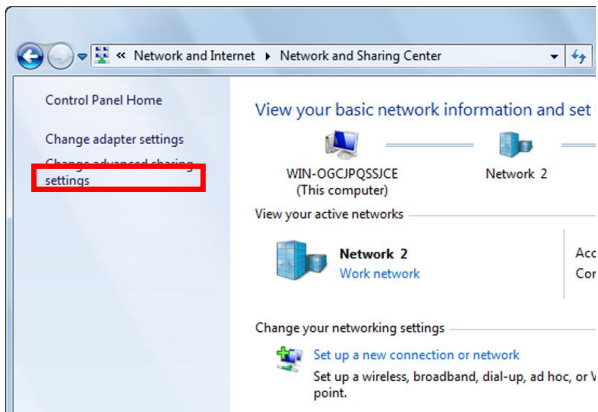 « Network and Internet ▸ Network and Sharing Center
Control Panel Home
Change adapter settings
Change advanced sharing
settings
View your basic network information and set
WIN-OGCJPQSSJCE
(This computer)
Network 2
View your active networks
Network 2
Work network
Acc
Cor
Change your networking settings
Set up a new connection or network
Set up a wireless, broadband, dial-up, ad hoc, or V
point.